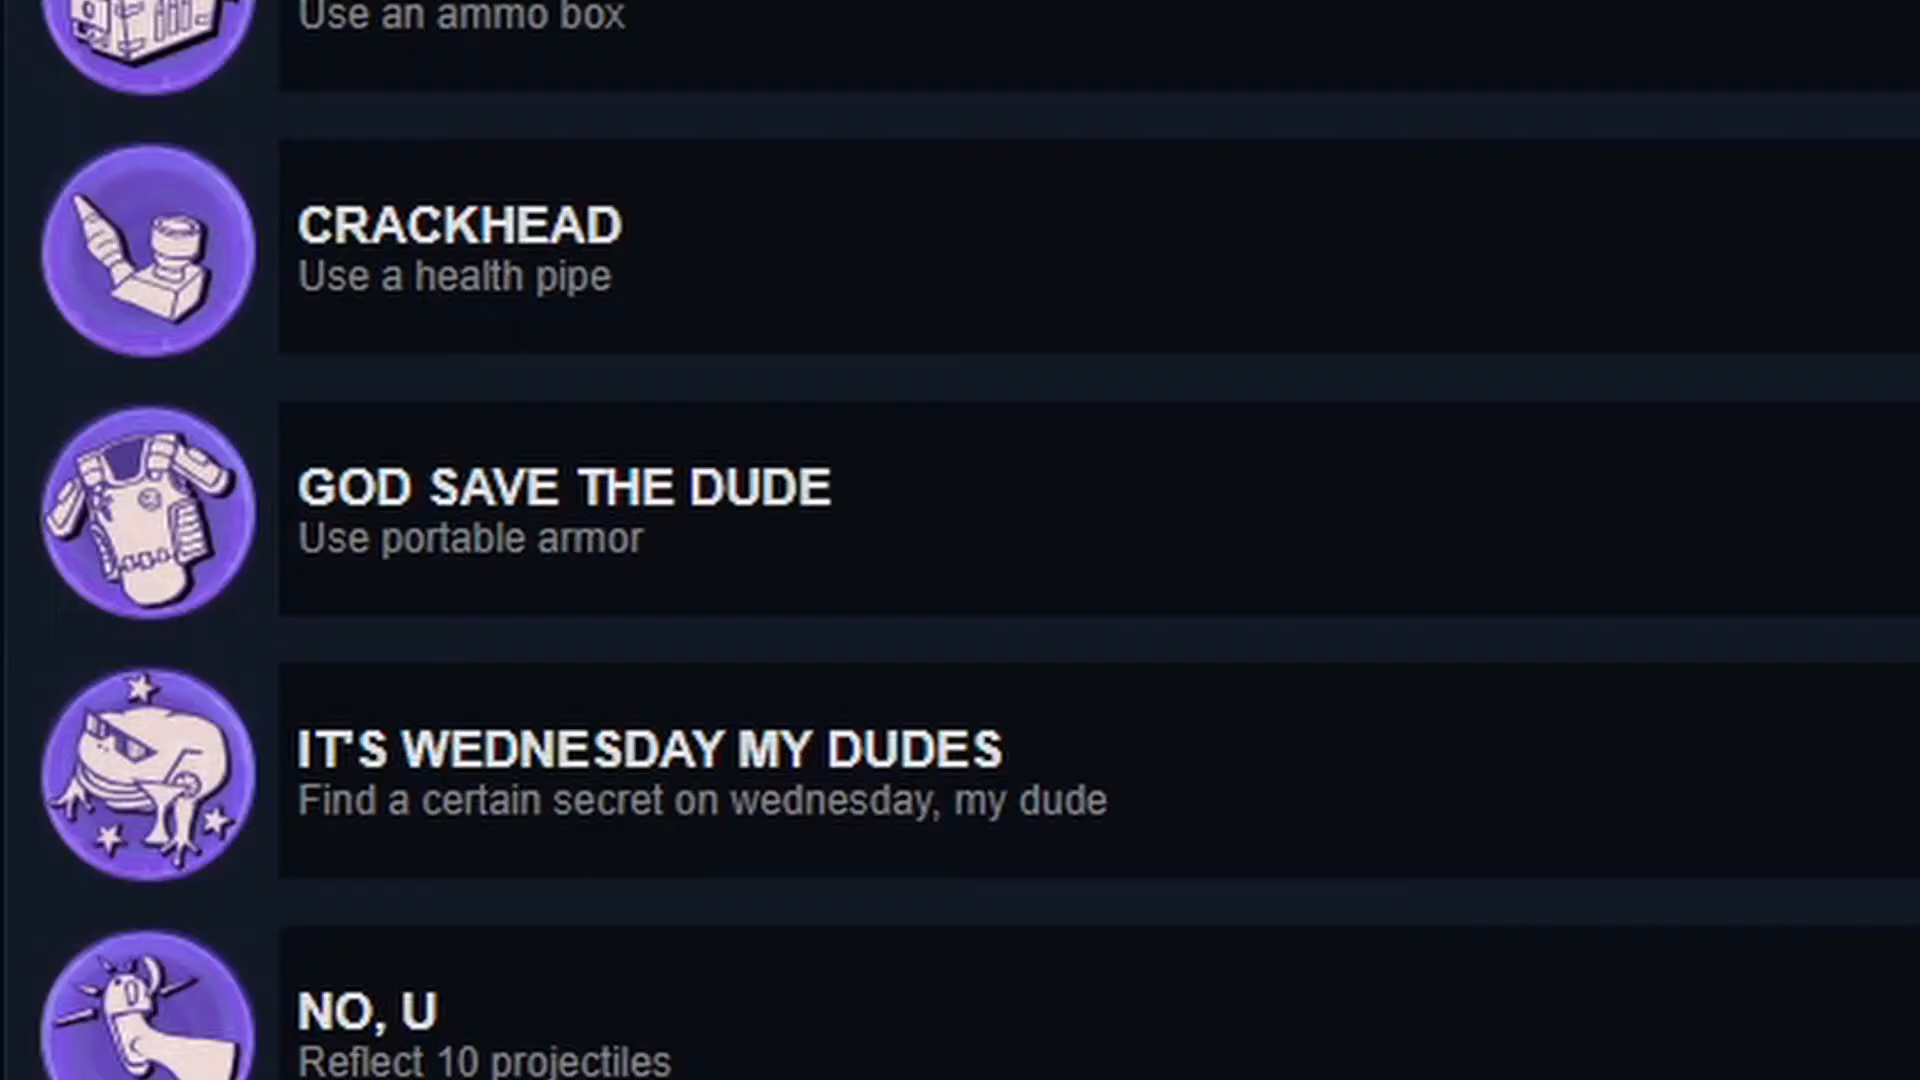 Use an ammo box
CRACKHEAD
Use a health pipe
GOD SAVE THE DUDE
Use portable armor
IT'S WEDNESDAY MY DUDES
Find a certain secret on wednesday, my dude
NO, U
Reflect 10 projectiles